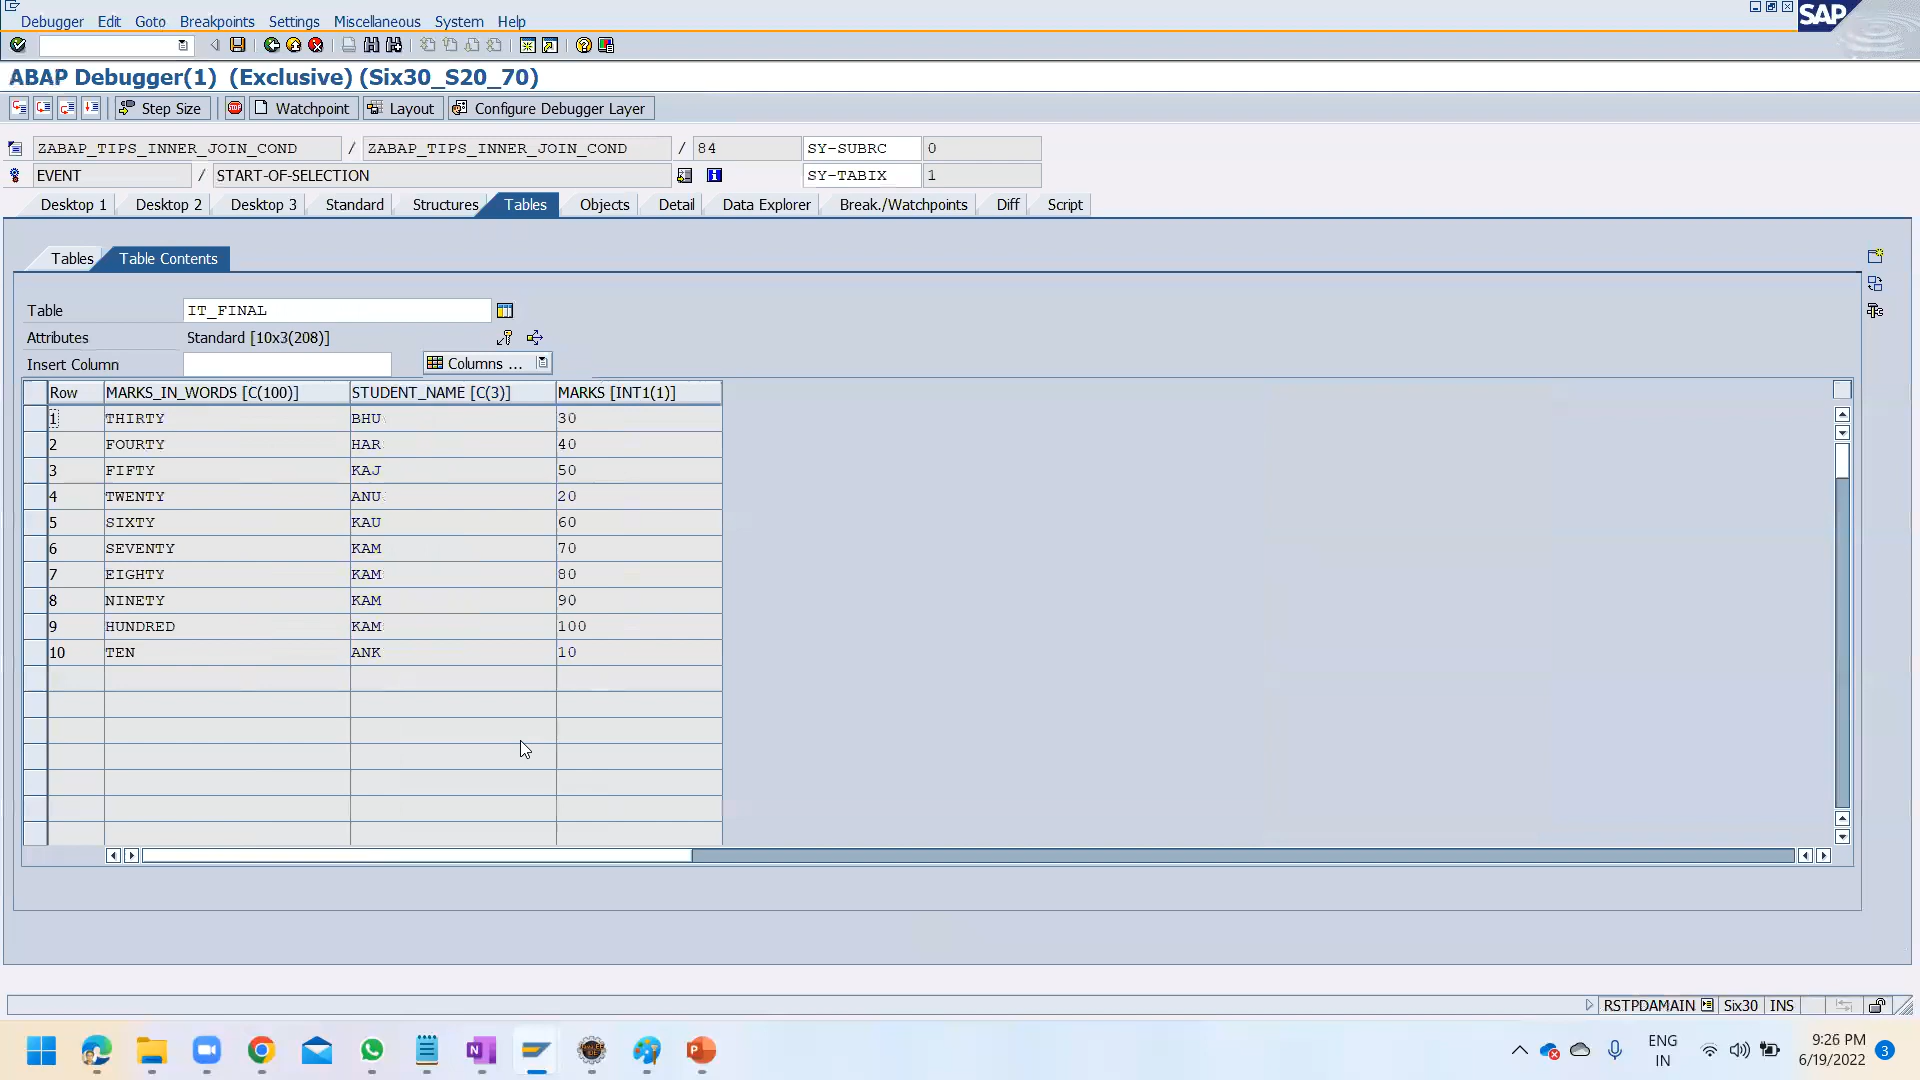 Debugger Edit Goto Breakpoints Settings Miscellaneous System Help
SAP
ABAP Debugger(1) (Exclusive) (Six30_S20_70)
Step Size Watchpoint Layout Configure Debugger Layer
ZABAP_TIPS_INNER_JOIN_COND / ZABAP_TIPS_INNER_JOIN_COND / 84 SY-SUBRC 0
EVENT / START-OF-SELECTION SY-TABIX 1
Desktop 1 Desktop 2 Desktop 3 Standard Structures Tables Objects Detail Data Explorer Break./Watchpoints Diff Script
Tables Table Contents
Table IT_FINAL
Attributes Standard [10x3(208)]
Insert Column Columns ...
Row MARKS_IN_WORDS [C(100)] STUDENT_NAME [C(3)] MARKS [INT1(1)]
1 THIRTY BHU 30
2 FOURTY HAR 40
3 FIFTY KAJ 50
4 TWENTY ANU 20
5 SIXTY KAU 60
6 SEVENTY KAM 70
7 EIGHTY KAM 80
8 NINETY KAM 90
9 HUNDRED KAM 100
10 TEN ANK 10
RSTPDAMAIN Six30 INS
ENG
IN
9:26 PM
6/19/2022
3